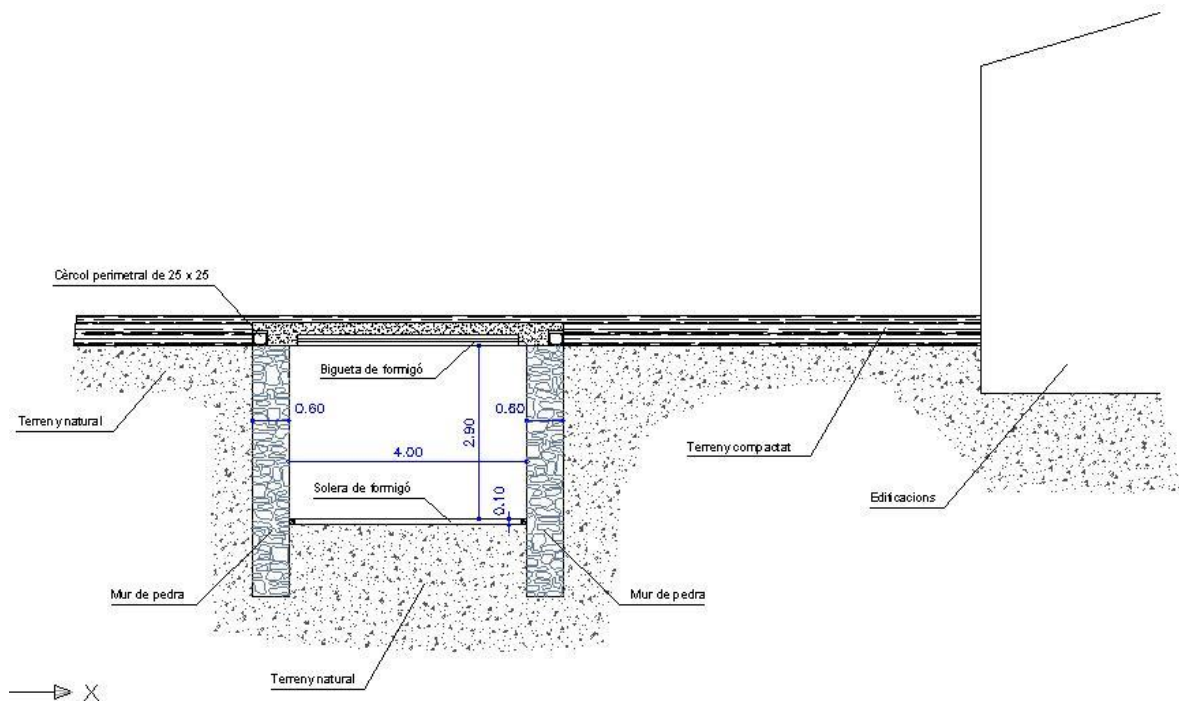 Cèrcol perimetral de 25 x 25
Bigueta de formigó
Terreny natural
0.60
0.60
2.90
4.00
Terreny compactat
Solera de formigó
0.10
Edificacions
Mur de pedra
Mur de pedra
Terreny natural
X